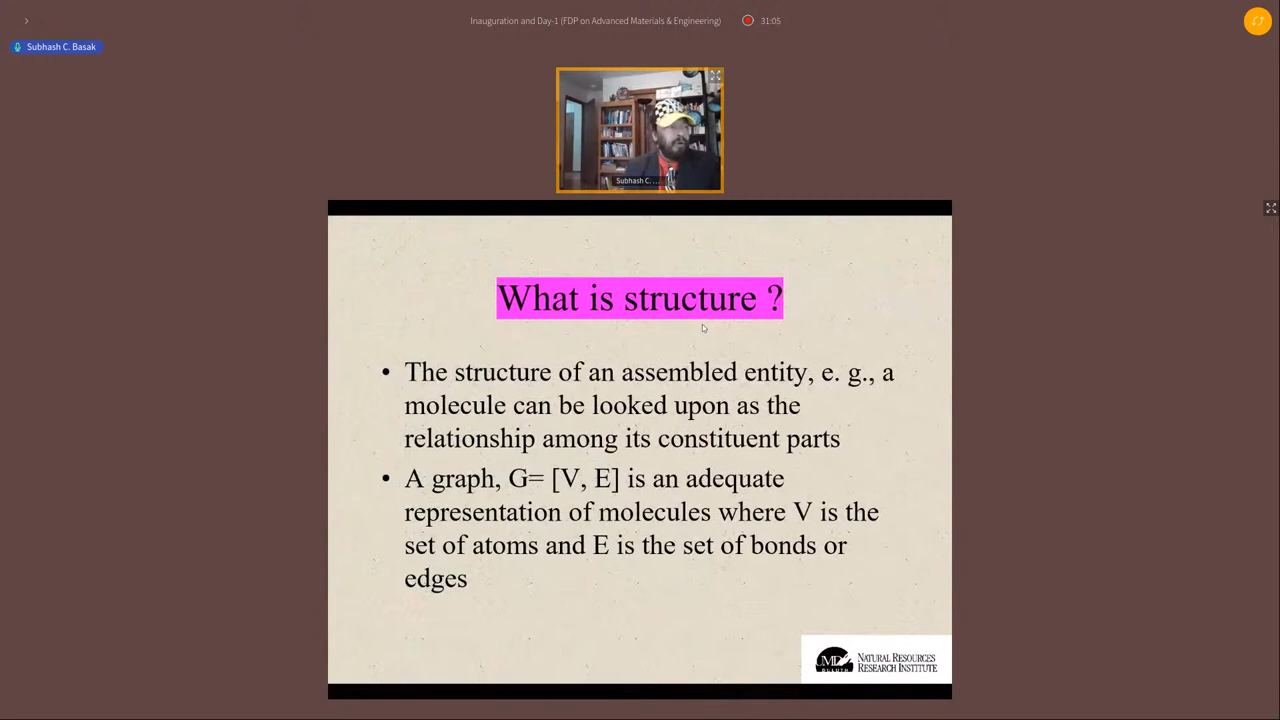 Inauguration and Day-1 (FDP on Advanced Materials & Engineering) 31:05
Subhash C. Basak
Subhash C. ...
What is structure ?
• The structure of an assembled entity, e. g., a
molecule can be looked upon as the
relationship among its constituent parts
• A graph, G= [V, E] is an adequate
representation of molecules where V is the
set of atoms and E is the set of bonds or
edges
NATURAL RESOURCES
RESEARCH INSTITUTE